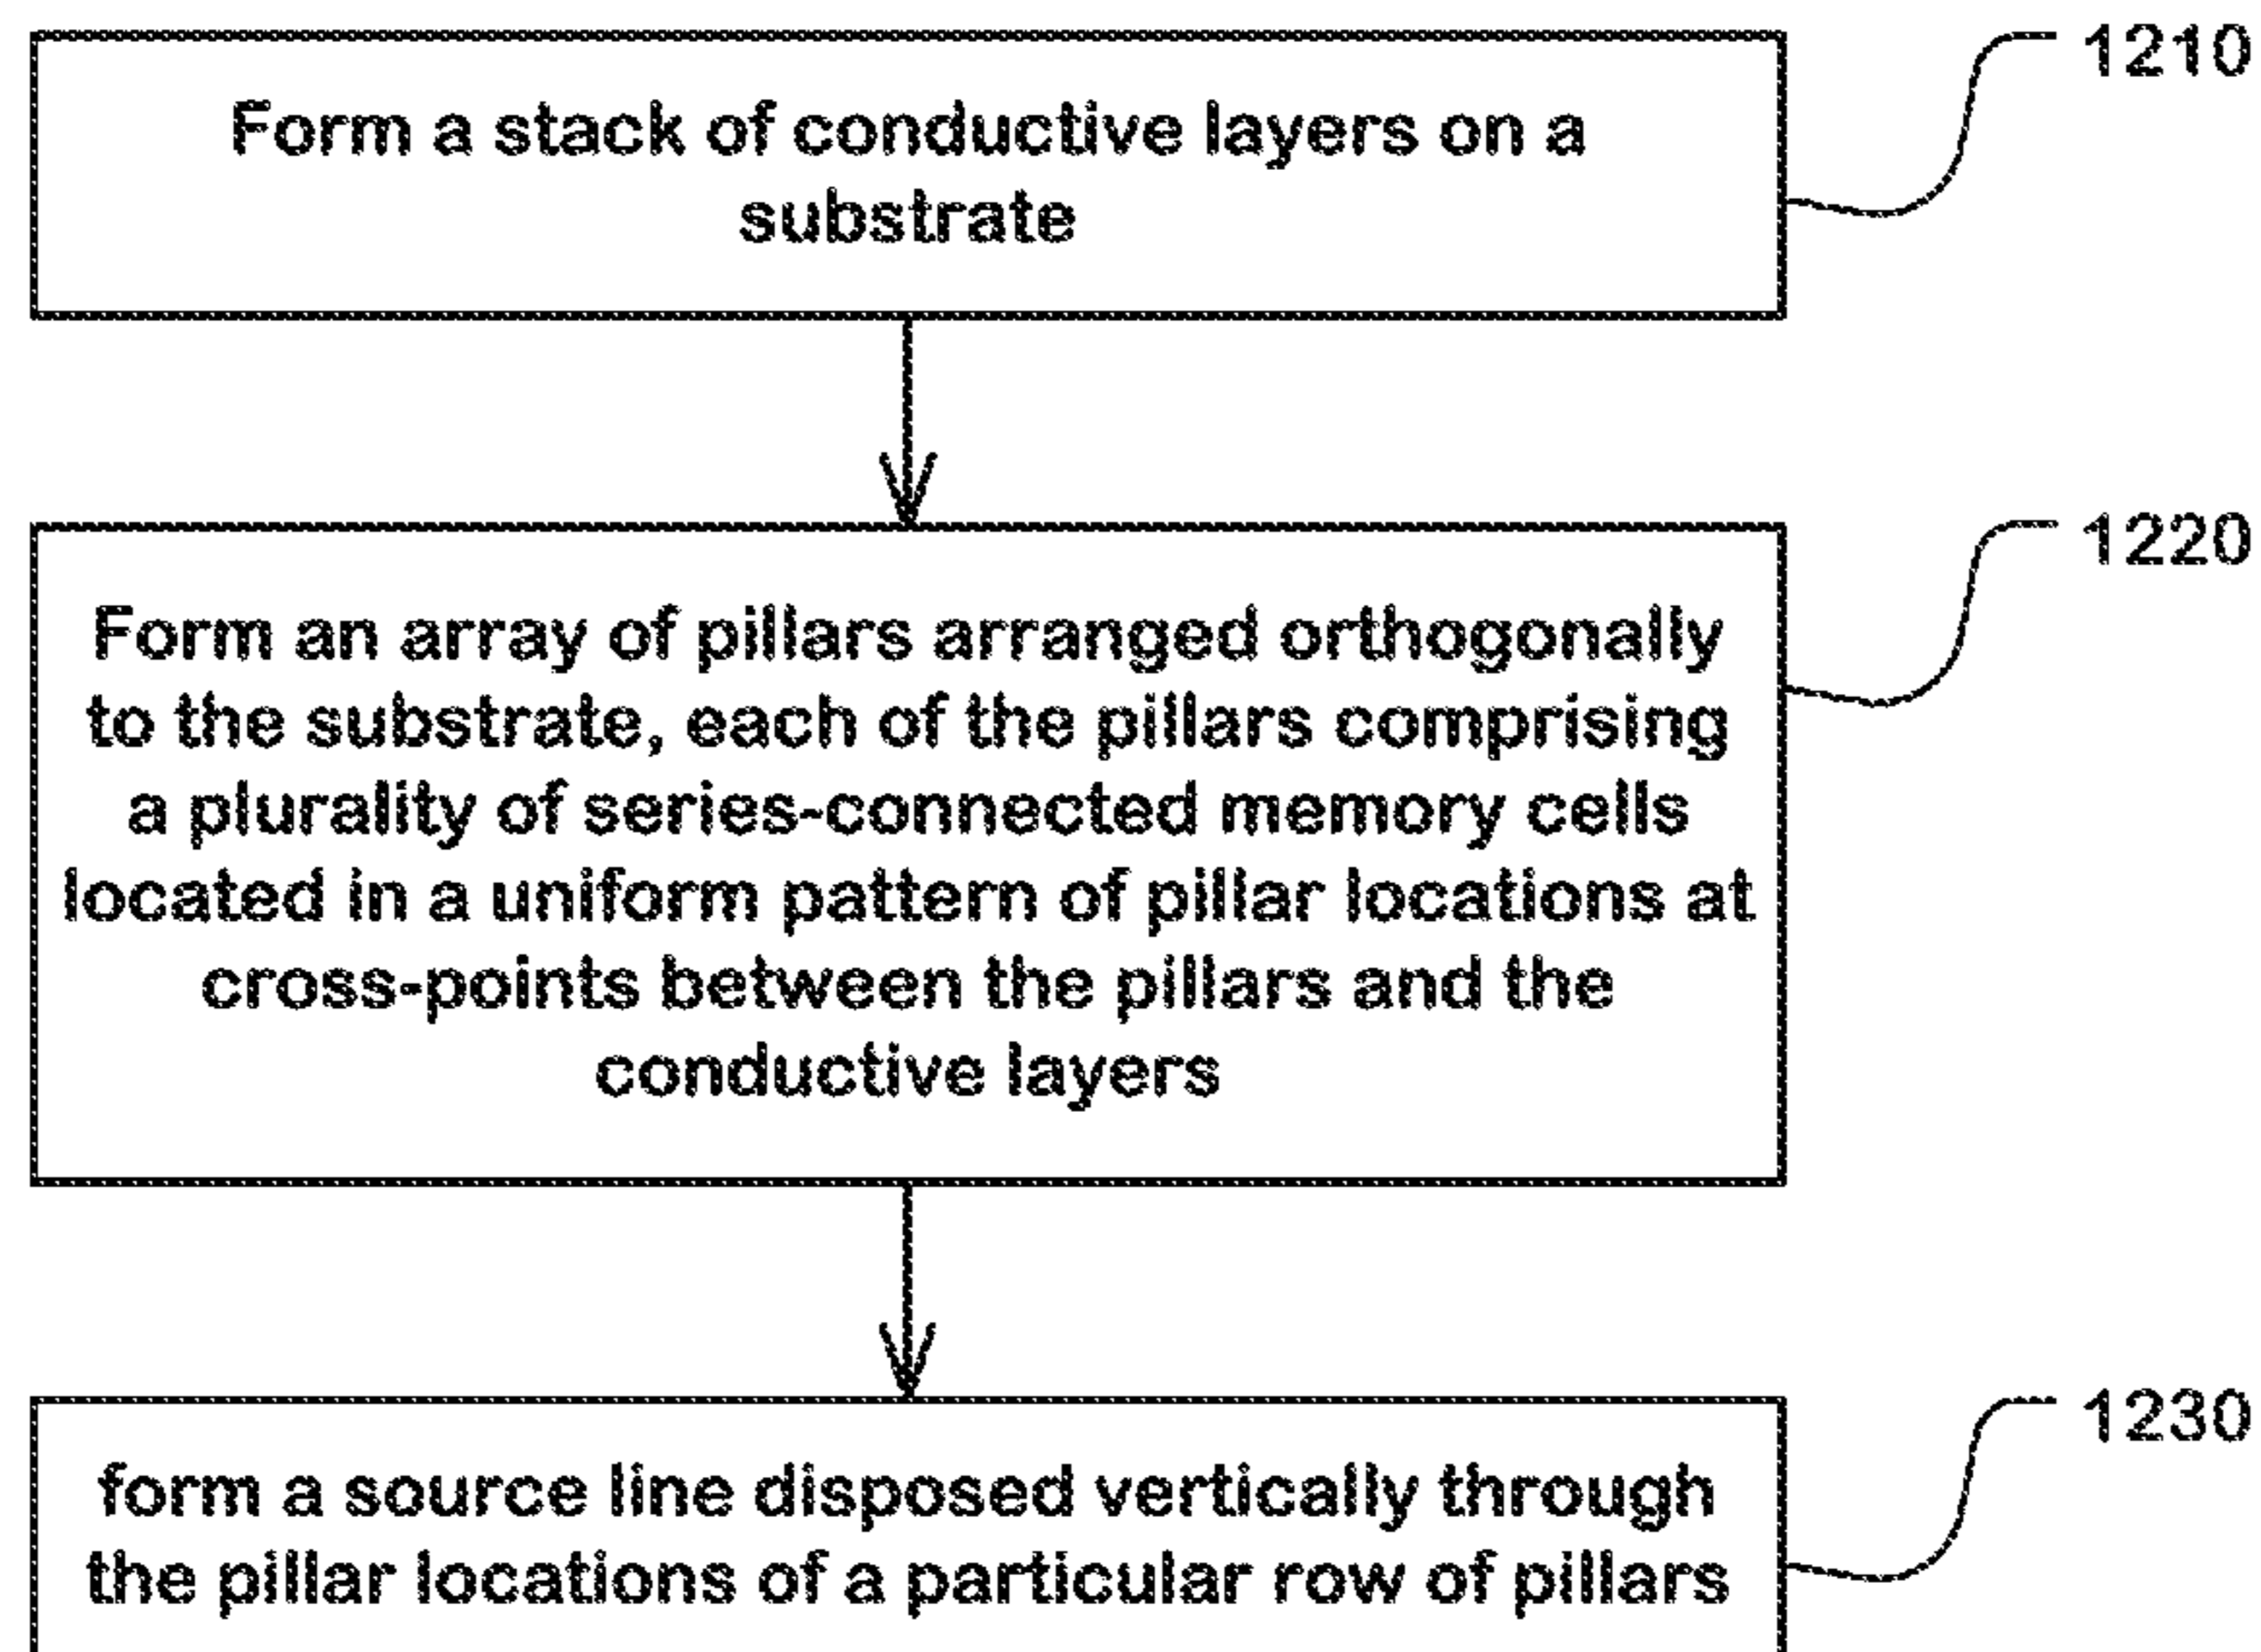 1210
Form a stack of conductive layers on a
substrate
1220
Form an array of pillars arranged orthogonally
to the substrate, each of the pillars comprising
a plurality of series-connected memory cells
located in a uniform pattern of pillar locations at
cross-points between the pillars and the
conductive layers
1230
form a source line disposed vertically through
the pillar locations of a particular row of pillars